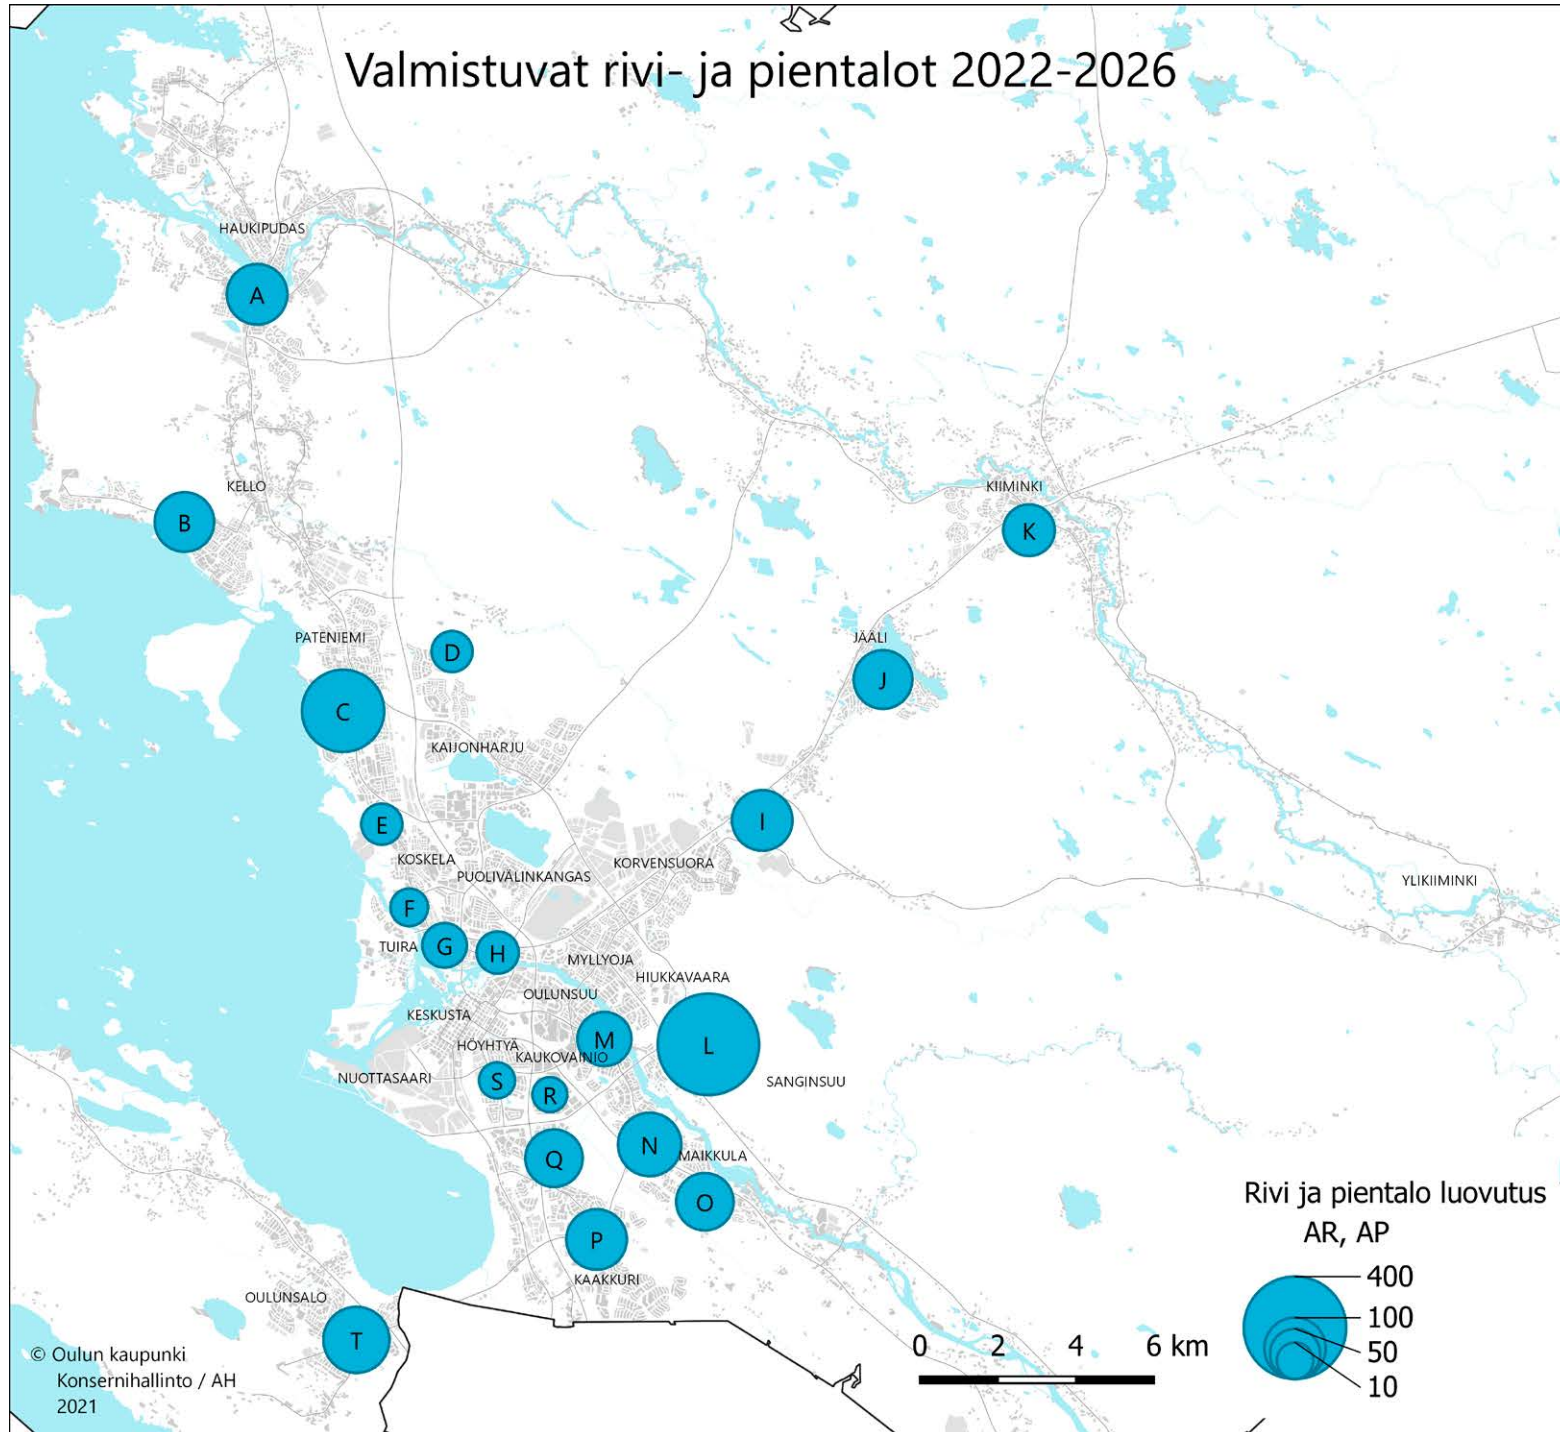 Valmistuvat rivi- ja pientalot 2022-2026
HAUKIPUDAS
A
KELLO
B
KIIMINKI
K
PATENIEMI
D
JÄÄLI
J
C
KAIJONHARJU
E
I
KOSKELA
KORVENSUORA
PUOLIVÄLINKANGAS
YLIKIIMINKI
F
TUIRA
G
H
MYLLYOJA
HIUKKAVAARA
OULUNSUU
KESKUSTA
M
L
HÖYHTYÄ
KAUKOVAINIO
NUOTTASAARI
S
R
SANGINSUU
N
MAIKKULA
Q
O
P
KAAKKURI
OULUNSALO
T
Rivi ja pientalo luovutus
AR, AP
400
100
50
10
0 2 4 6 km
© Oulun kaupunki
Konsernihallinto / AH
2021